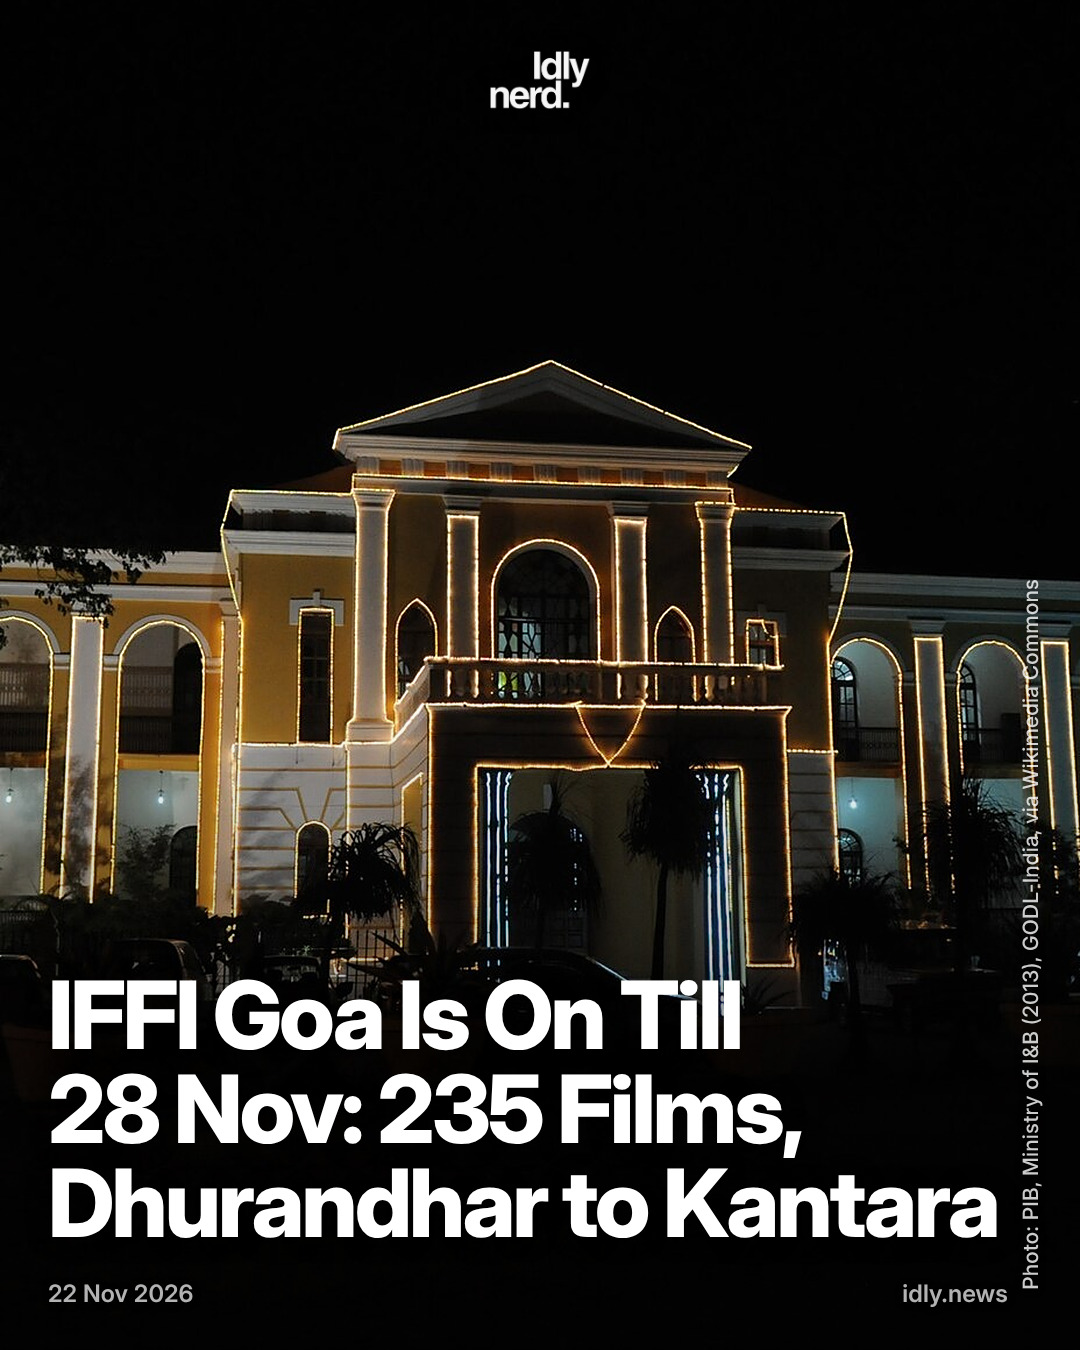 Idly
nerd.
IFFI Goa Is On Till
28 Nov: 235 Films,
Dhurandhar to Kantara
22 Nov 2026
idly.news
Photo: PIB, Ministry of I&B (2013), GODL-India, via Wikimedia Commons